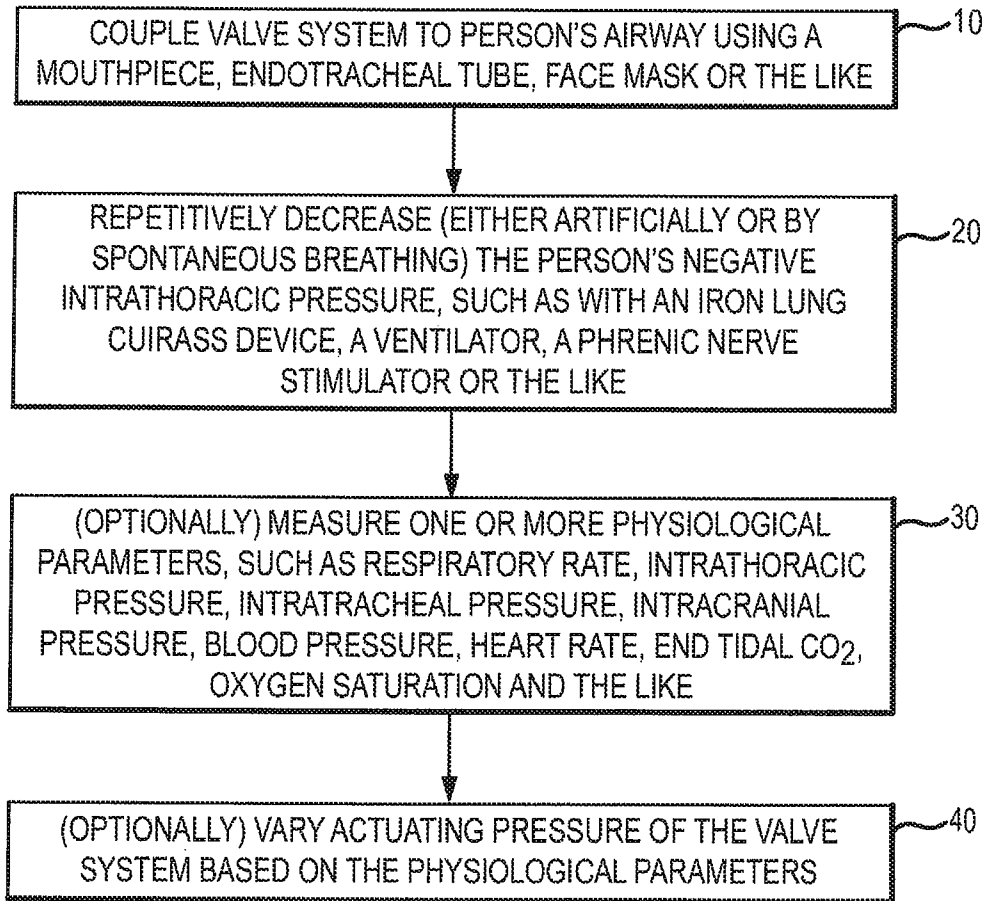 COUPLE VALVE SYSTEM TO PERSON'S AIRWAY USING A
MOUTHPIECE, ENDOTRACHEAL TUBE, FACE MASK OR THE LIKE
10
REPETITIVELY DECREASE (EITHER ARTIFICIALLY OR BY
SPONTANEOUS BREATHING) THE PERSON'S NEGATIVE
INTRATHORACIC PRESSURE, SUCH AS WITH AN IRON LUNG
CUIRASS DEVICE, A VENTILATOR, A PHRENIC NERVE
STIMULATOR OR THE LIKE
20
(OPTIONALLY) MEASURE ONE OR MORE PHYSIOLOGICAL
PARAMETERS, SUCH AS RESPIRATORY RATE, INTRATHORACIC
PRESSURE, INTRATRACHEAL PRESSURE, INTRACRANIAL
PRESSURE, BLOOD PRESSURE, HEART RATE, END TIDAL CO₂,
OXYGEN SATURATION AND THE LIKE
30
(OPTIONALLY) VARY ACTUATING PRESSURE OF THE VALVE
SYSTEM BASED ON THE PHYSIOLOGICAL PARAMETERS
40